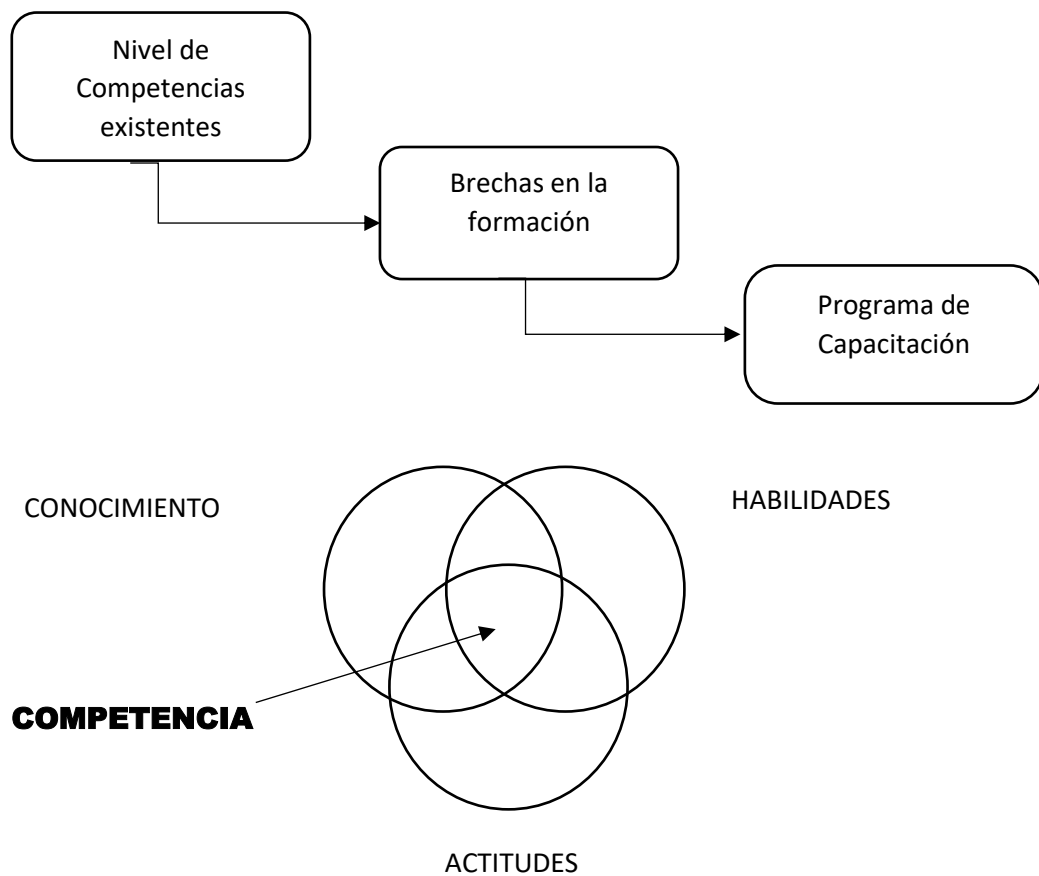 Nivel de
Competencias
existentes
Brechas en la
formación
Programa de
Capacitación
CONOCIMIENTO
HABILIDADES
COMPETENCIA
ACTITUDES